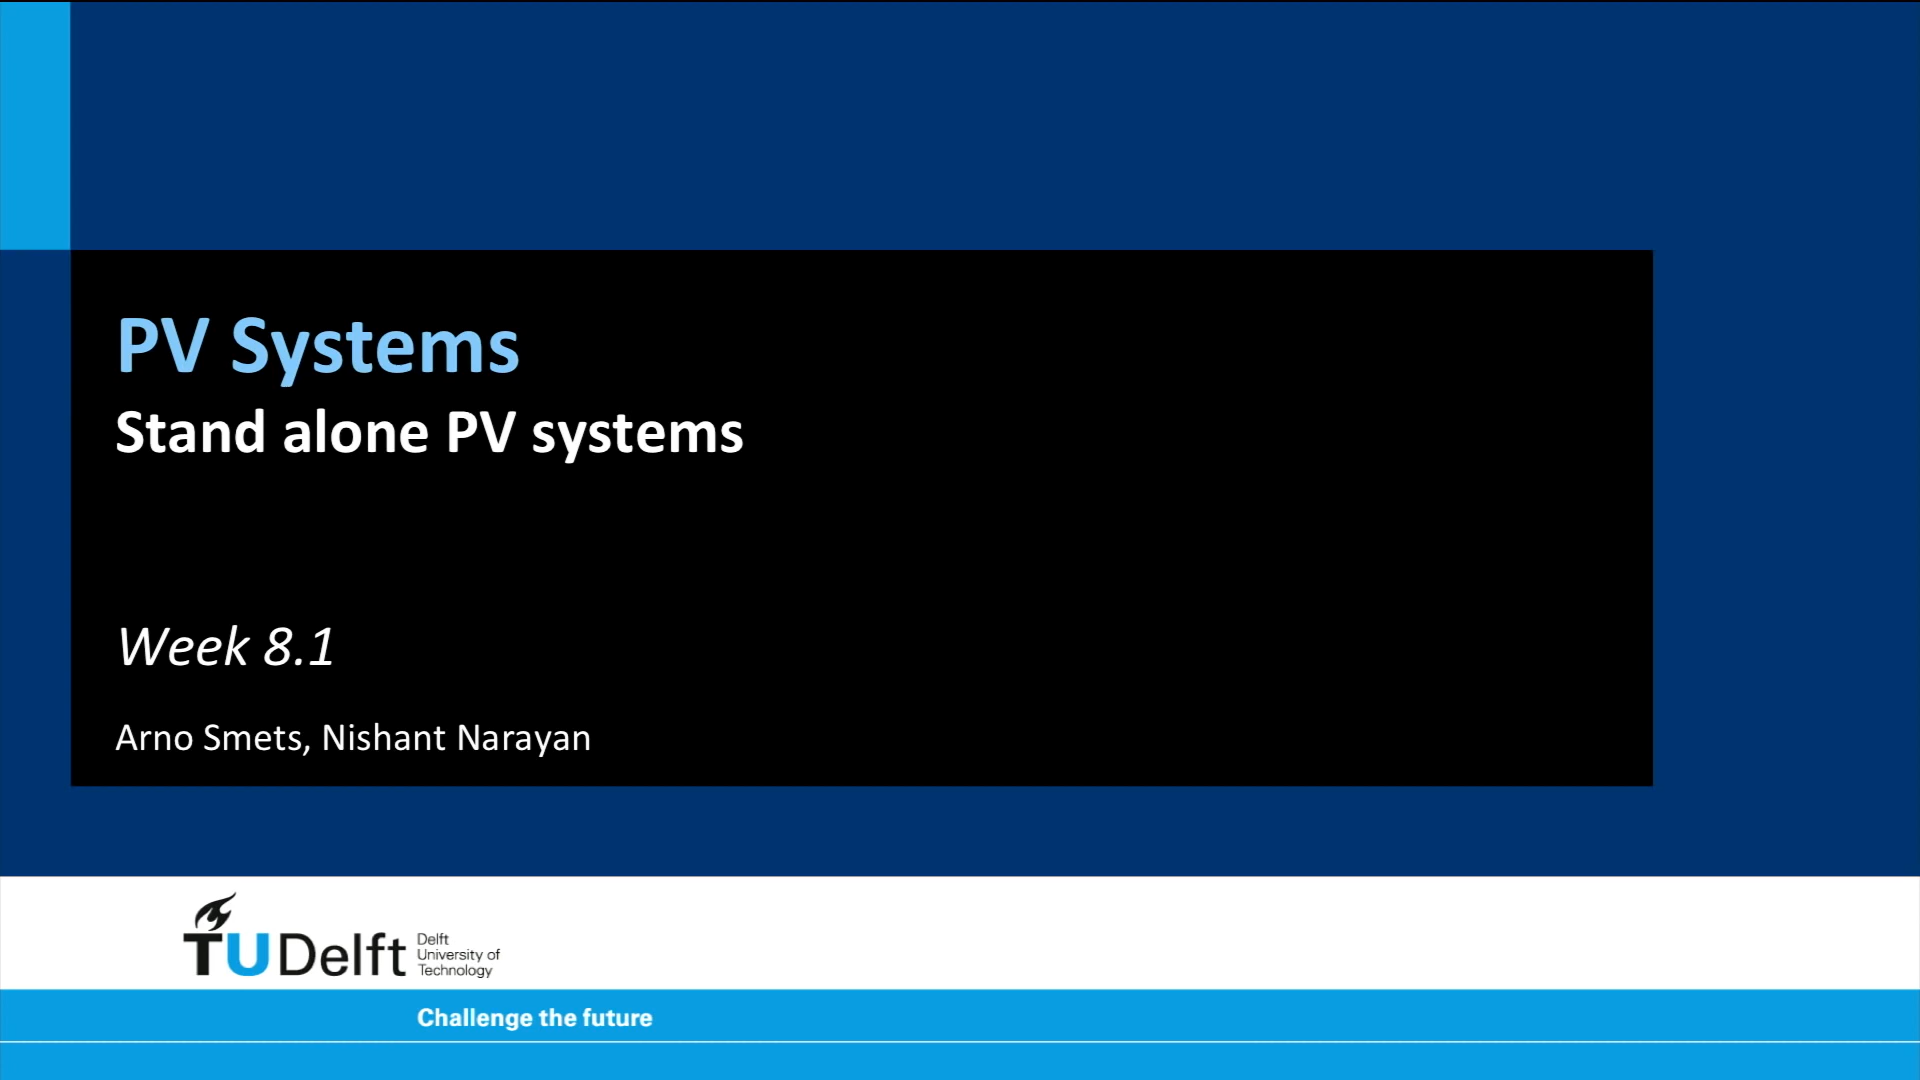 PV Systems
Stand alone PV systems
Week 8.1
Arno Smets, Nishant Narayan
TUDelft
Delft
University of
Technology
Challenge the future